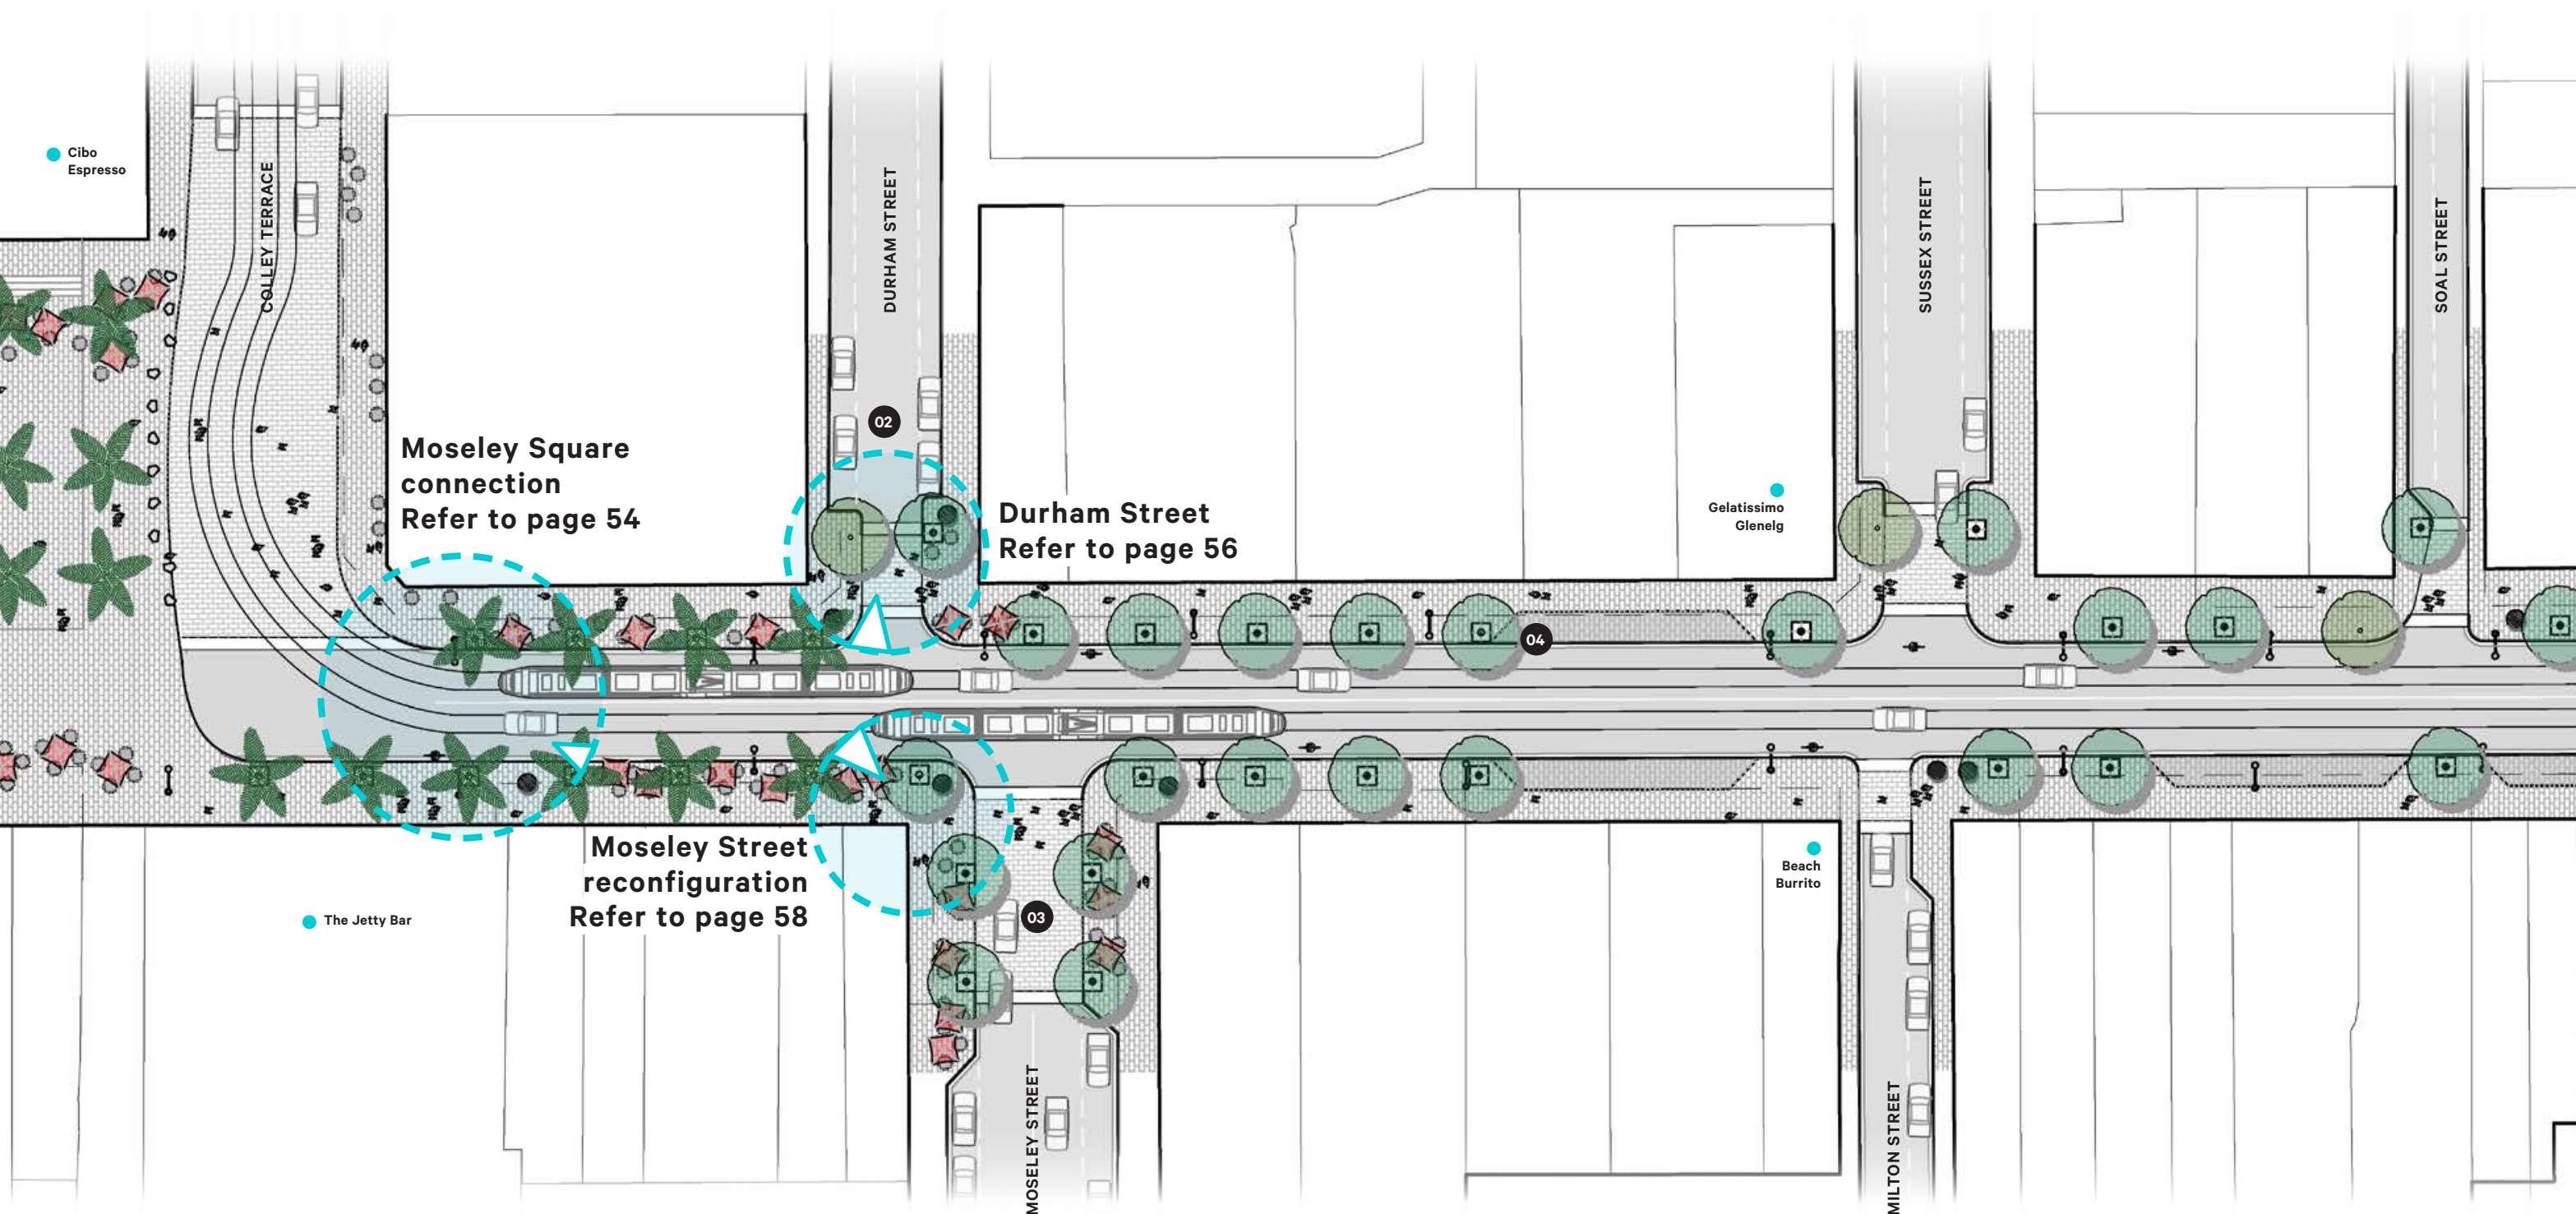 Cibo
Espresso
COLLEY TERRACE
DURHAM STREET
SUSSEX STREET
SOAL STREET
02
Moseley Square
connection
Refer to page 54
Durham Street
Refer to page 56
Gelatissimo
Glenelg
04
Moseley Street
reconfiguration
Refer to page 58
Beach
Burrito
The Jetty Bar
03
MOSELEY STREET
MILTON STREET